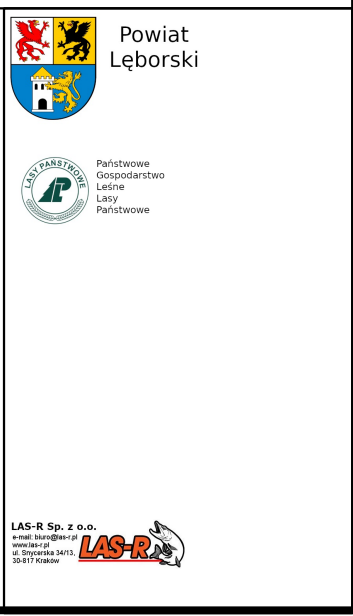 Powiat
Lęborski
LASY PAŃSTWOWE
Państwowe
Gospodarstwo
Leśne
Lasy
Państwowe
LAS-R Sp. z o.o.
e-mail: biuro@las-r.pl
www.las-r.pl
ul. Snycerska 34/13,
30-817 Kraków
LAS-R